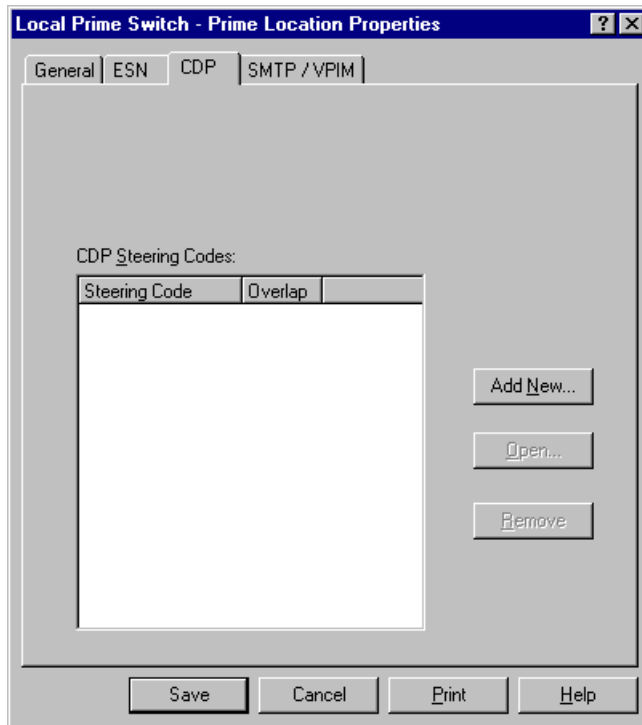 Local Prime Switch - Prime Location Properties ? X
General ESN CDP SMTP / VPIM
CDP Steering Codes:
Steering Code Overlap
Add New...
Open...
Remove
Save Cancel Print Help